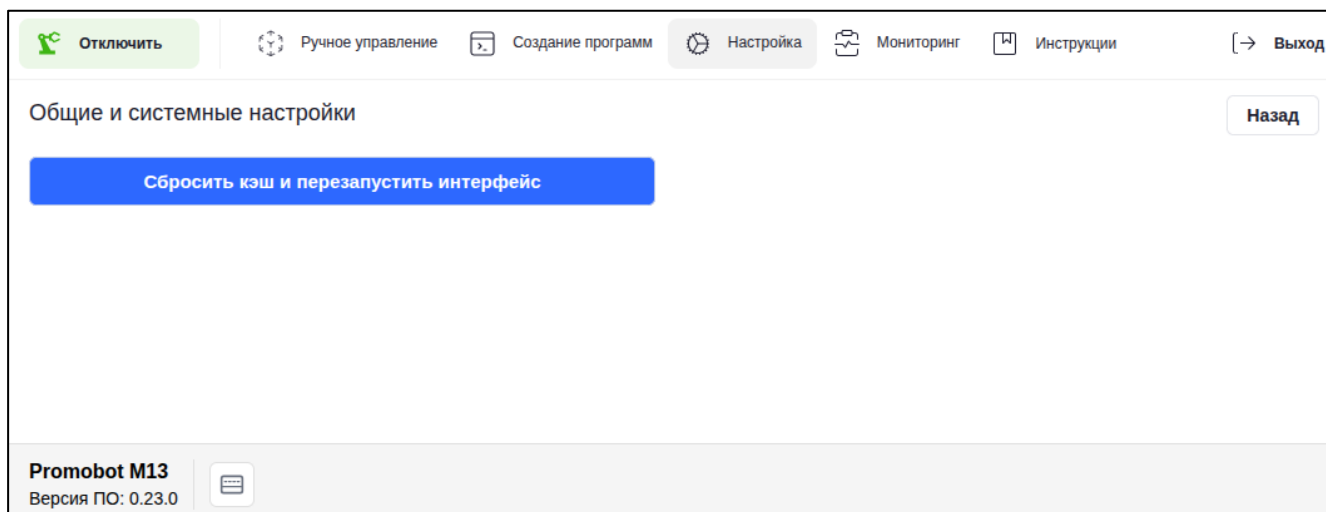 Отключить Ручное управление Создание программ Настройка Мониторинг Инструкции Выход
Общие и системные настройки Назад
Сбросить кэш и перезапустить интерфейс
Promobot M13
Версия ПО: 0.23.0